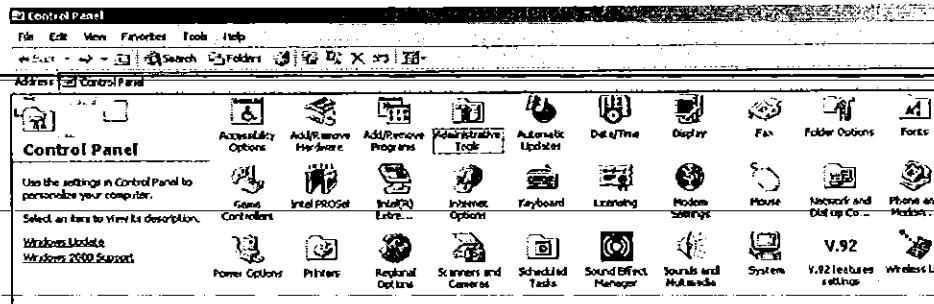 Control Panel
File Edit View Favorites Tools Help
Search Folders
Address Control Panel
Control Panel
Use the settings in Control Panel to
personalize your computer.
Select an item to view its description.
Windows Update
Windows 2000 Support
Accessibility Options
Add/Remove Hardware
Add/Remove Programs
Administrative Tools
Automatic Updates
Date/Time
Display
Fax
Folder Options
Fonts
Game Controllers
Intel PROSet
Intel(R) Extre...
Internet Options
Keyboard
Licensing
Modem Settings
Mouse
Network and Dial up Co...
Phone an
Modem..
Power Options
Printers
Regional Options
Scanners and Cameras
Scheduled Tasks
Sound Effect Manager
Sounds and Multimedia
System
V.92
V.92 features settings
Wireless L